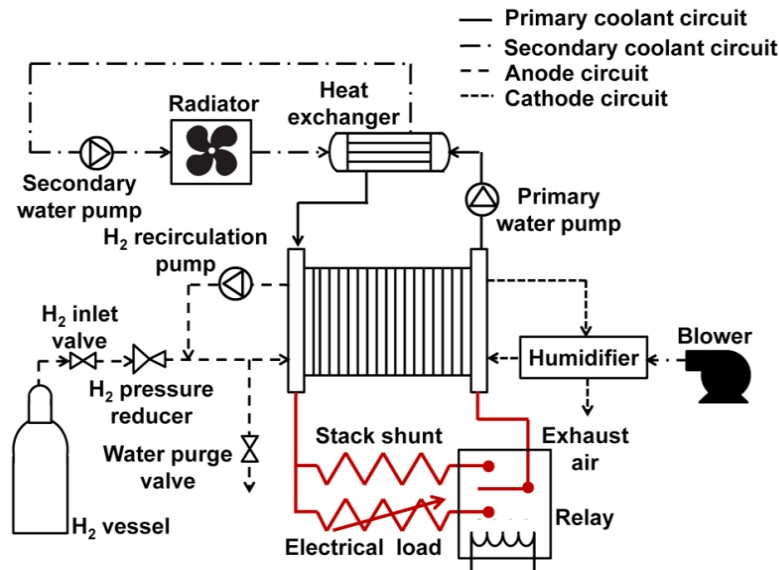 Primary coolant circuit
Secondary coolant circuit
Anode circuit
Cathode circuit
Radiator
Heat
exchanger
Secondary
water pump
Primary
water pump
H₂ recirculation
pump
H₂ inlet
valve
H₂ pressure
reducer
Humidifier
Blower
Water purge
valve
Stack shunt
Exhaust
air
H₂ vessel
Electrical load
Relay